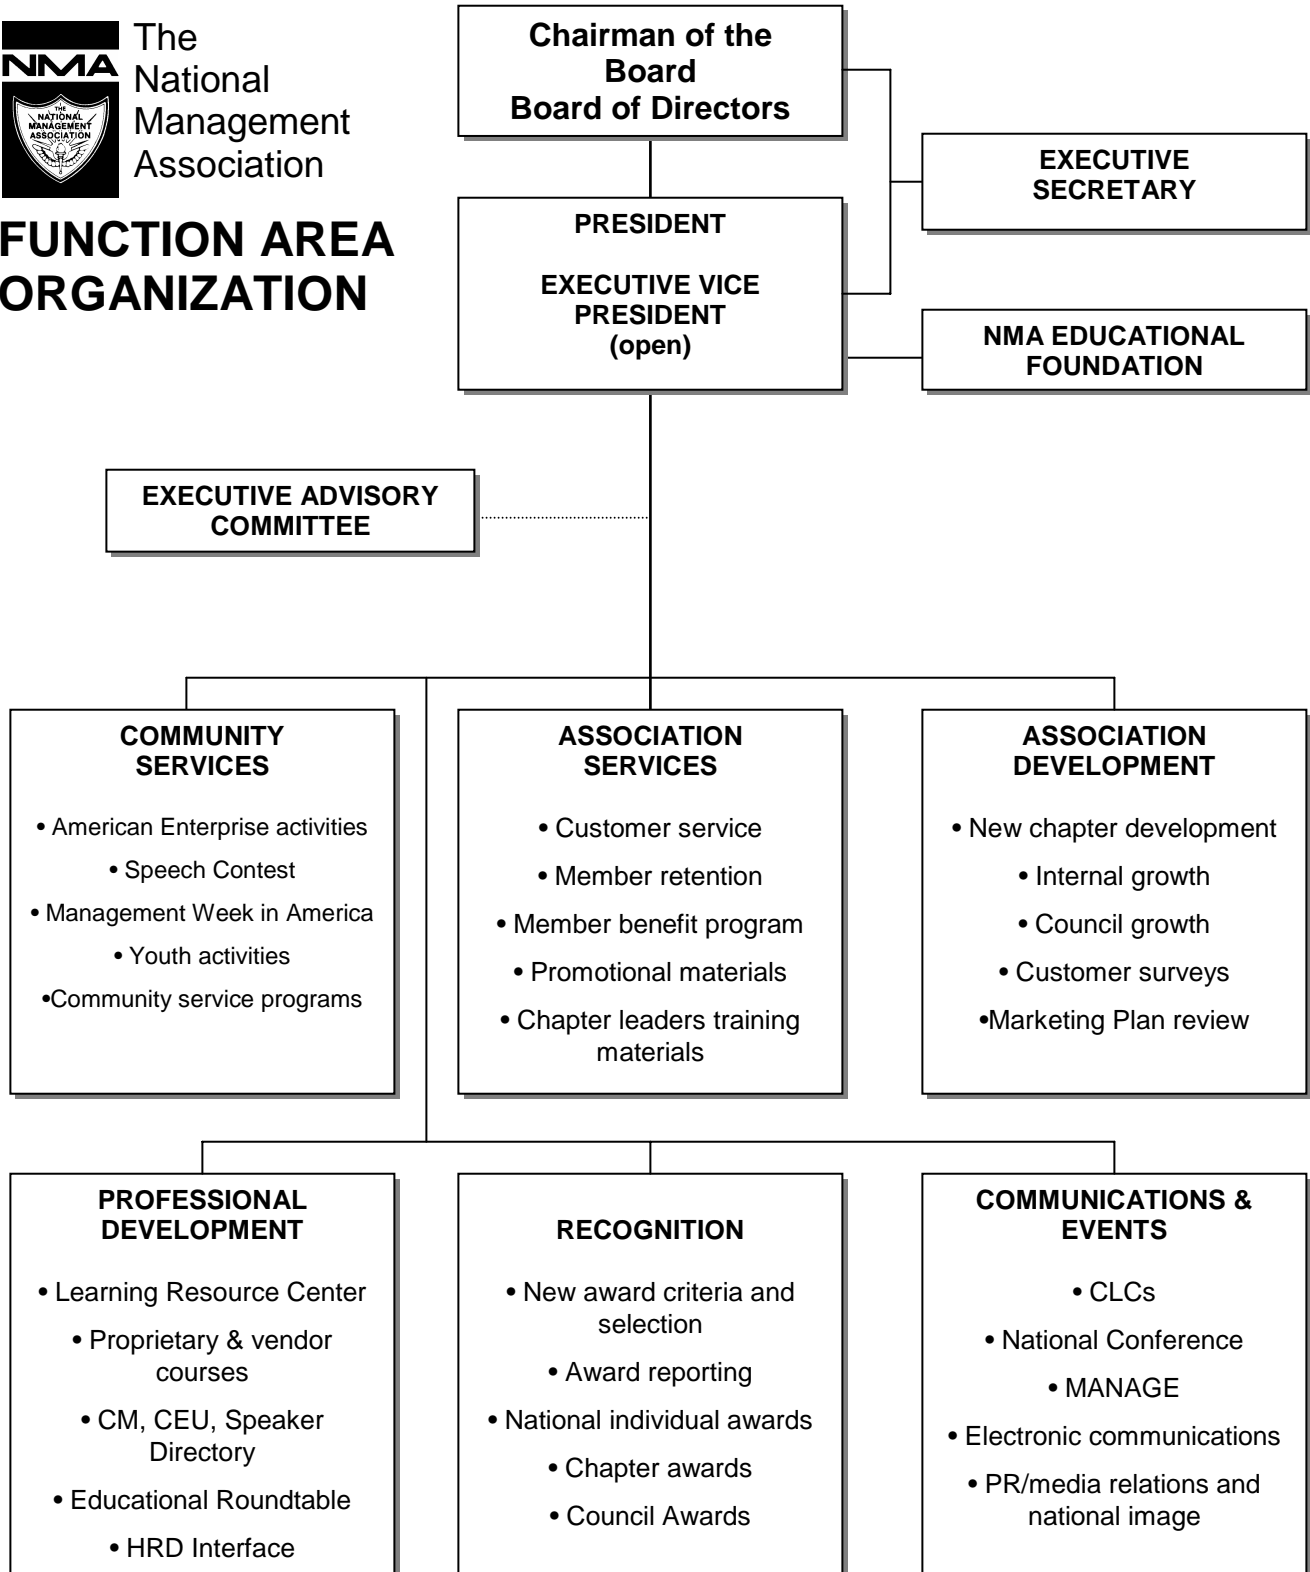 The
National
Management
Association
NMA
THE
NATIONAL
MANAGEMENT
ASSOCIATION
FUNCTION AREA
ORGANIZATION
Chairman of the
Board
Board of Directors
EXECUTIVE
SECRETARY
PRESIDENT
EXECUTIVE VICE
PRESIDENT
(open)
NMA EDUCATIONAL
FOUNDATION
EXECUTIVE ADVISORY
COMMITTEE
COMMUNITY
SERVICES
• American Enterprise activities
• Speech Contest
• Management Week in America
• Youth activities
•Community service programs
ASSOCIATION
SERVICES
• Customer service
• Member retention
• Member benefit program
• Promotional materials
• Chapter leaders training
materials
ASSOCIATION
DEVELOPMENT
• New chapter development
• Internal growth
• Council growth
• Customer surveys
•Marketing Plan review
PROFESSIONAL
DEVELOPMENT
• Learning Resource Center
• Proprietary & vendor
courses
• CM, CEU, Speaker
Directory
• Educational Roundtable
• HRD Interface
RECOGNITION
• New award criteria and
selection
• Award reporting
• National individual awards
• Chapter awards
• Council Awards
COMMUNICATIONS &
EVENTS
• CLCs
• National Conference
• MANAGE
• Electronic communications
• PR/media relations and
national image